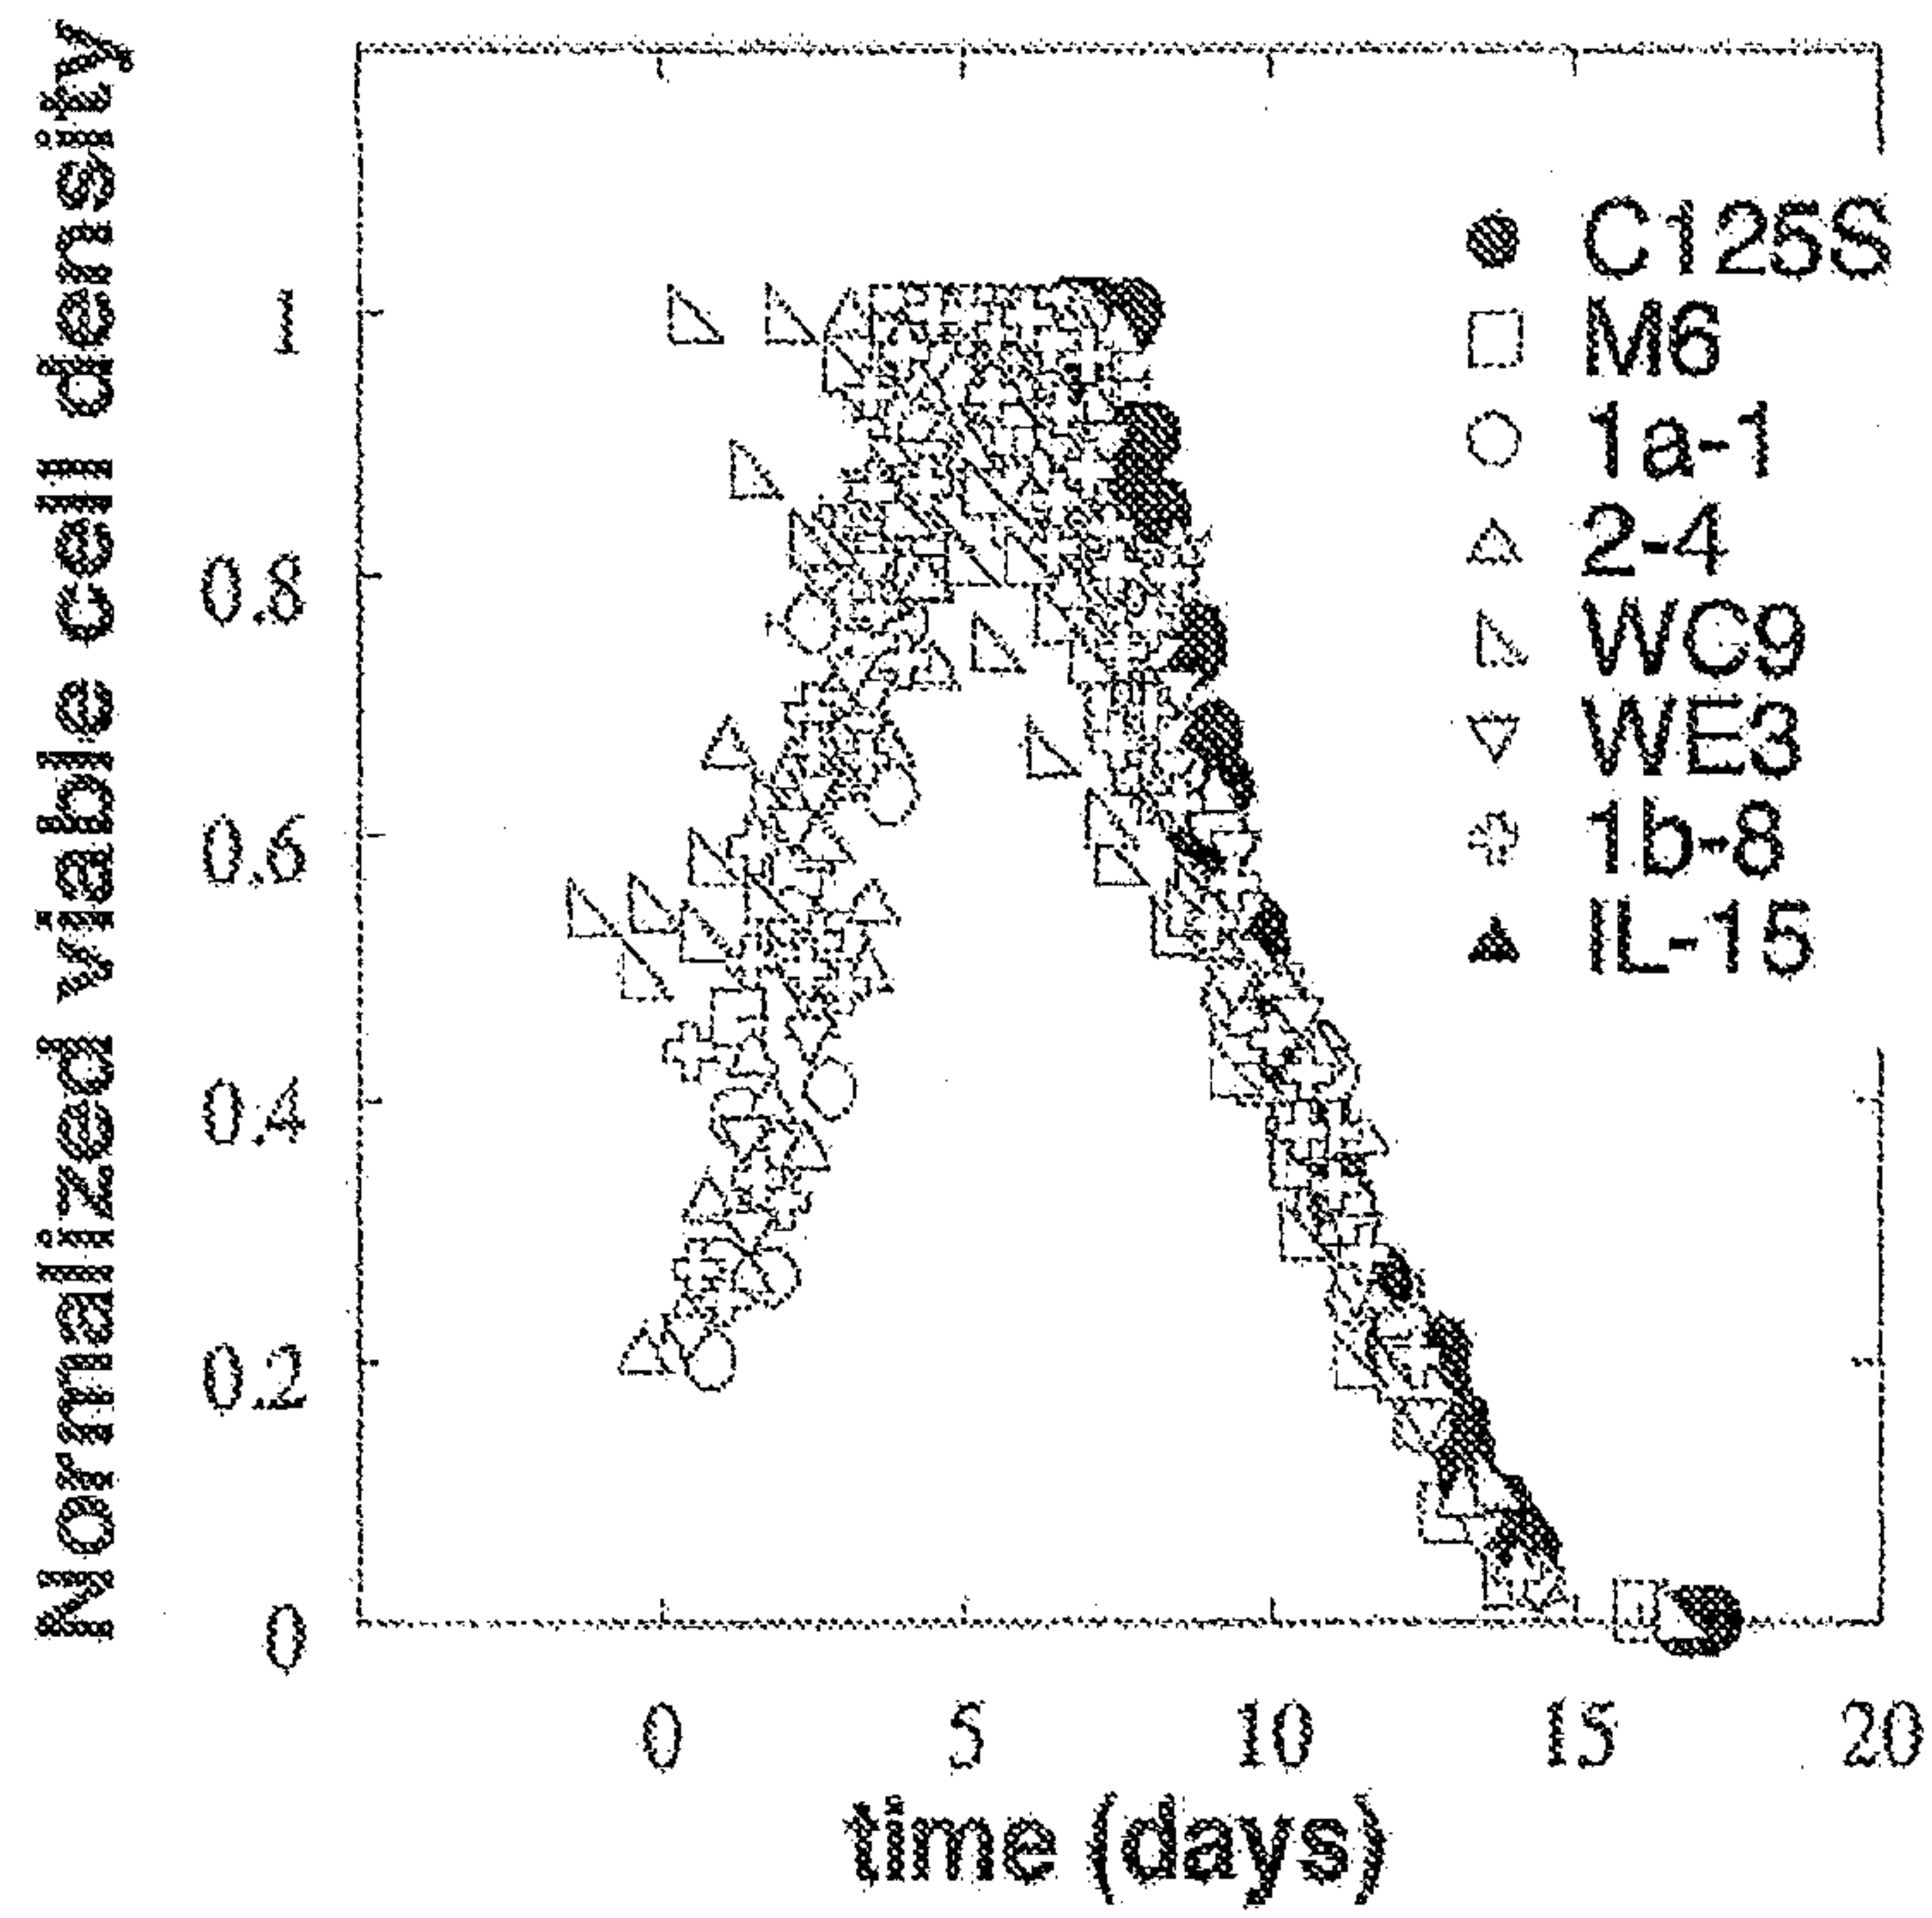 Normalized viable cell density
1
0.8
0.6
0.4
0.2
0
0 5 10 15 20
time (days)
C125S
M6
1a-1
2-4
WC9
WE3
1b-8
IL-15